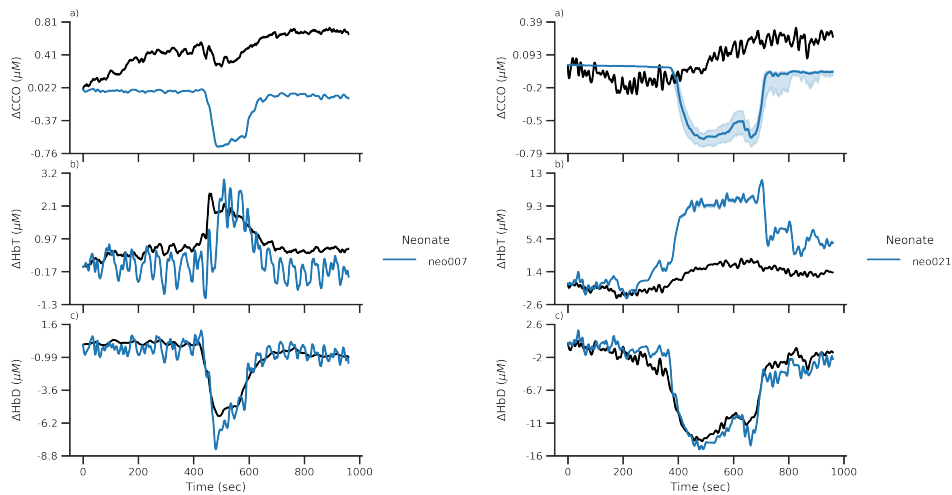 a)
0.81
0.41
0.022
-0.37
-0.76
ΔCCO (μM)
b)
3.2
2.1
0.97
-0.17
-1.3
ΔHbT (μM)
c)
1.6
-0.99
-3.6
-6.2
-8.8
ΔHbD (μM)
0 200 400 600 800 1000
Time (sec)
Neonate
neo007
a)
0.39
0.093
-0.2
-0.5
-0.79
ΔCCO (μM)
b)
13
9.3
5.4
1.4
-2.6
ΔHbT (μM)
c)
2.6
-2
-6.7
-11
-16
ΔHbD (μM)
0 200 400 600 800 1000
Time (sec)
Neonate
neo021